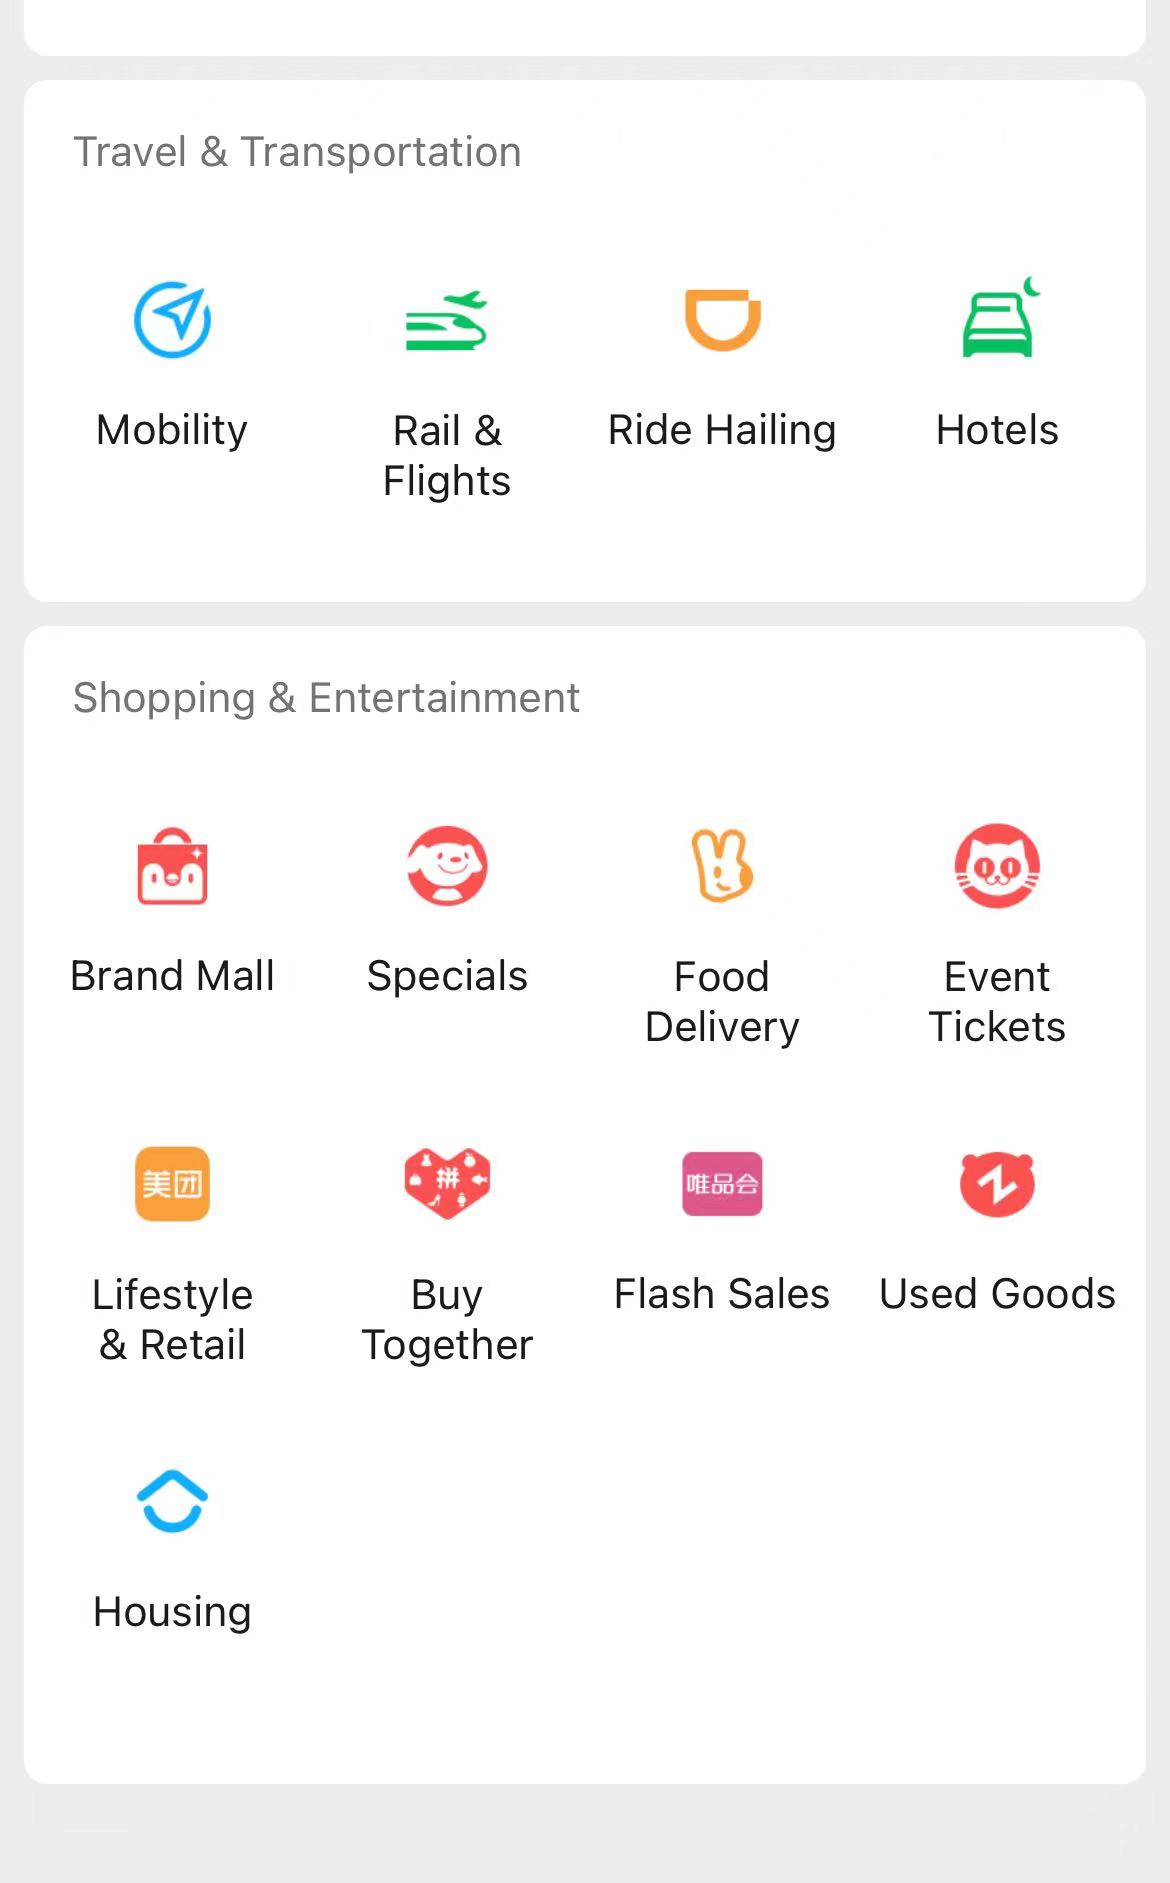 Travel & Transportation
Mobility
Rail &
Flights
Ride Hailing
Hotels
Shopping & Entertainment
Brand Mall
Specials
Food
Delivery
Event
Tickets
美团
拼
唯品会
Lifestyle
& Retail
Buy
Together
Flash Sales
Used Goods
Housing